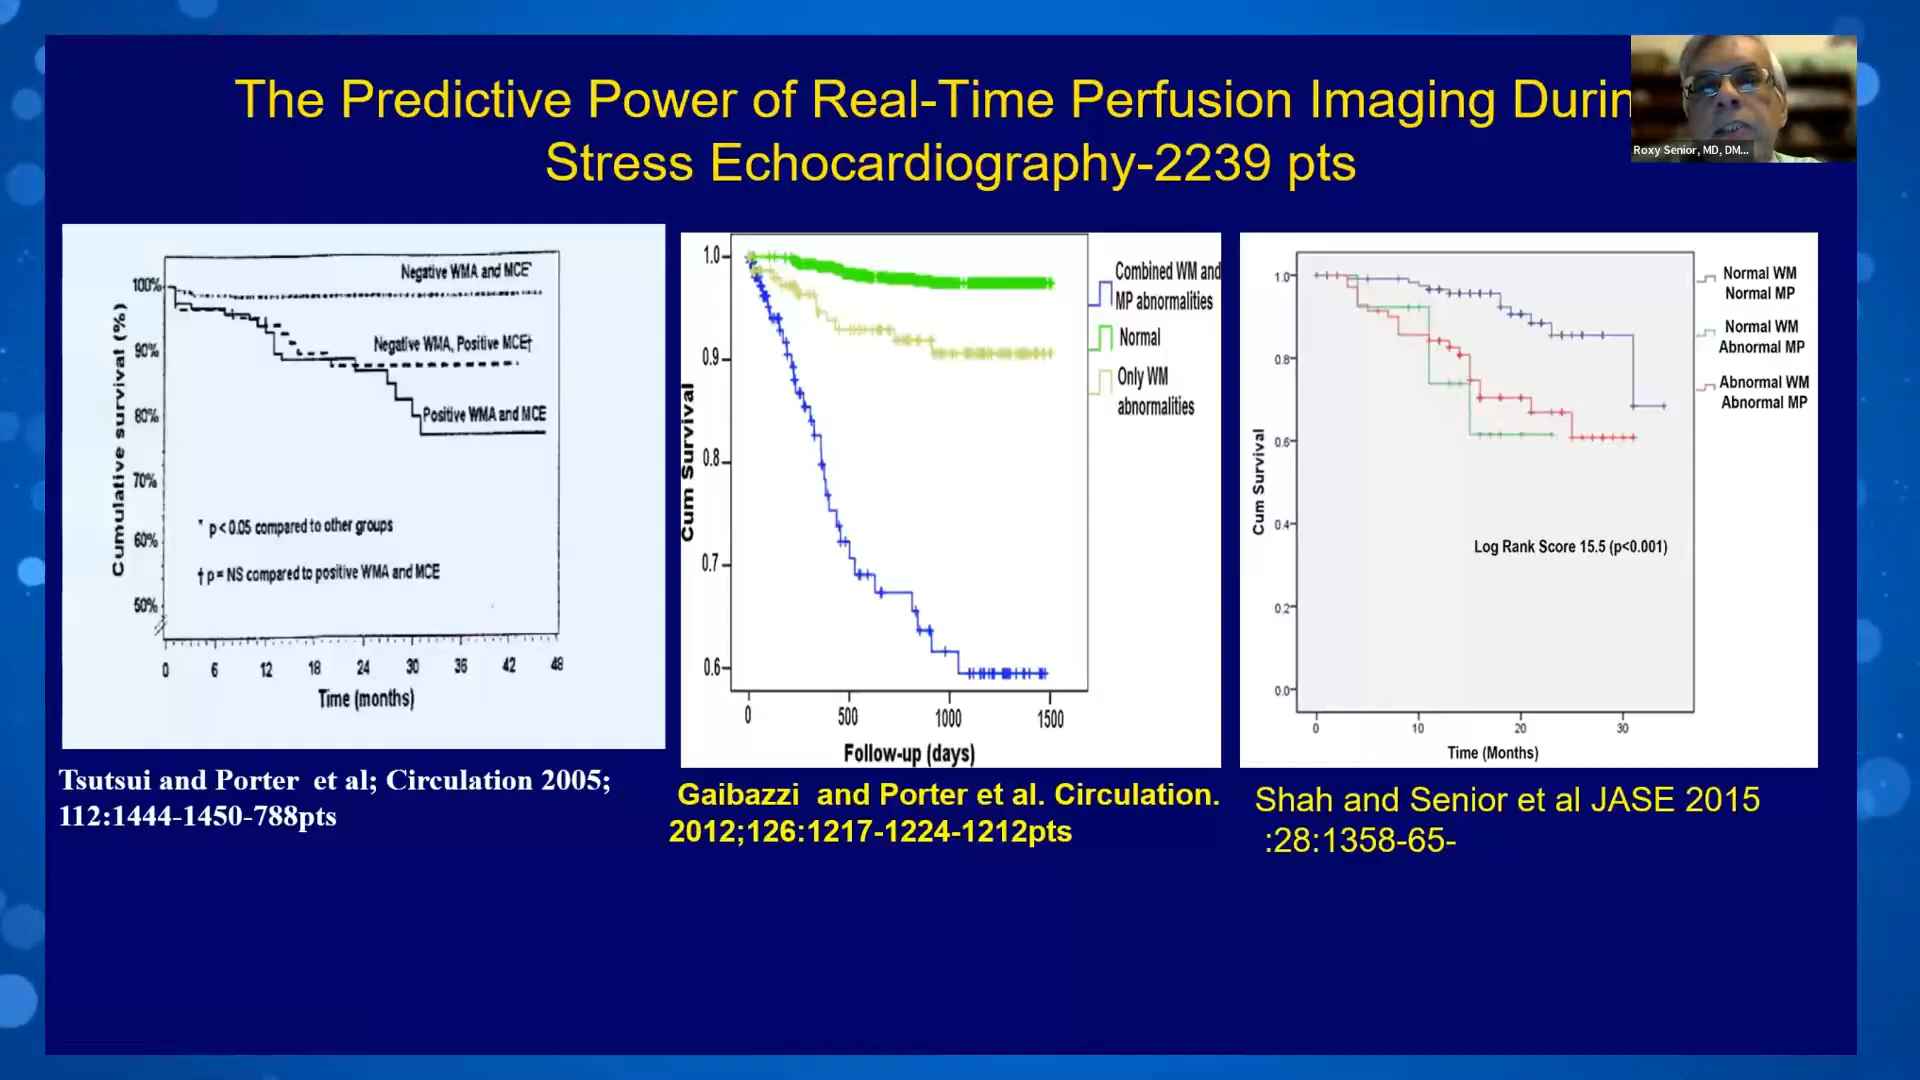 The Predictive Power of Real-Time Perfusion Imaging Durin
Stress Echocardiography-2239 pts
Roxy Senior, MD, DM...
Negative WMA and MCE*
Negative WMA, Positive MCE†
Positive WMA and MCE
* p < 0.05 compared to other groups
† p = NS compared to positive WMA and MCE
Cumulative survival (%)
100%
90%
80%
70%
60%
50%
0 6 12 18 24 30 36 42 48
Time (months)
Tsutsui and Porter et al; Circulation 2005;
112:1444-1450-788pts
Cum Survival
1.0
0.9
0.8
0.7
0.6
0 500 1000 1500
Follow-up (days)
Combined WM and
MP abnormalities
Normal
Only WM
abnormalities
Gaibazzi and Porter et al. Circulation.
2012;126:1217-1224-1212pts
Cum Survival
1.0
0.8
0.6
0.4
0.2
0.0
0 10 20 30
Time (Months)
Log Rank Score 15.5 (p<0.001)
Normal WM
Normal MP
Normal WM
Abnormal MP
Abnormal WM
Abnormal MP
Shah and Senior et al JASE 2015
:28:1358-65-